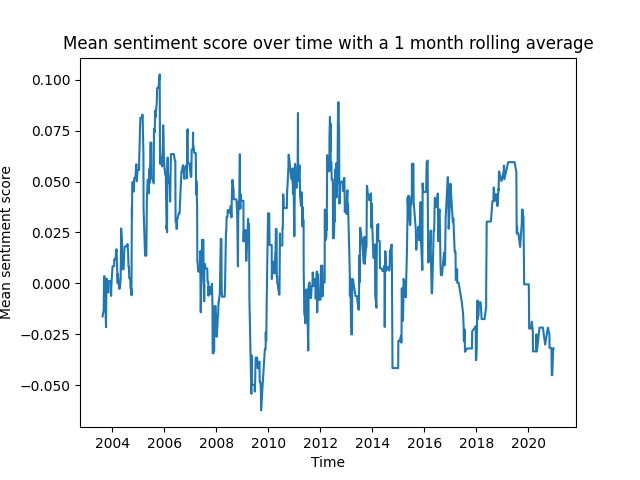 Mean sentiment score over time with a 1 month rolling average
Mean sentiment score
0.100
0.075
0.050
0.025
0.000
−0.025
−0.050
2004 2006 2008 2010 2012 2014 2016 2018 2020
Time